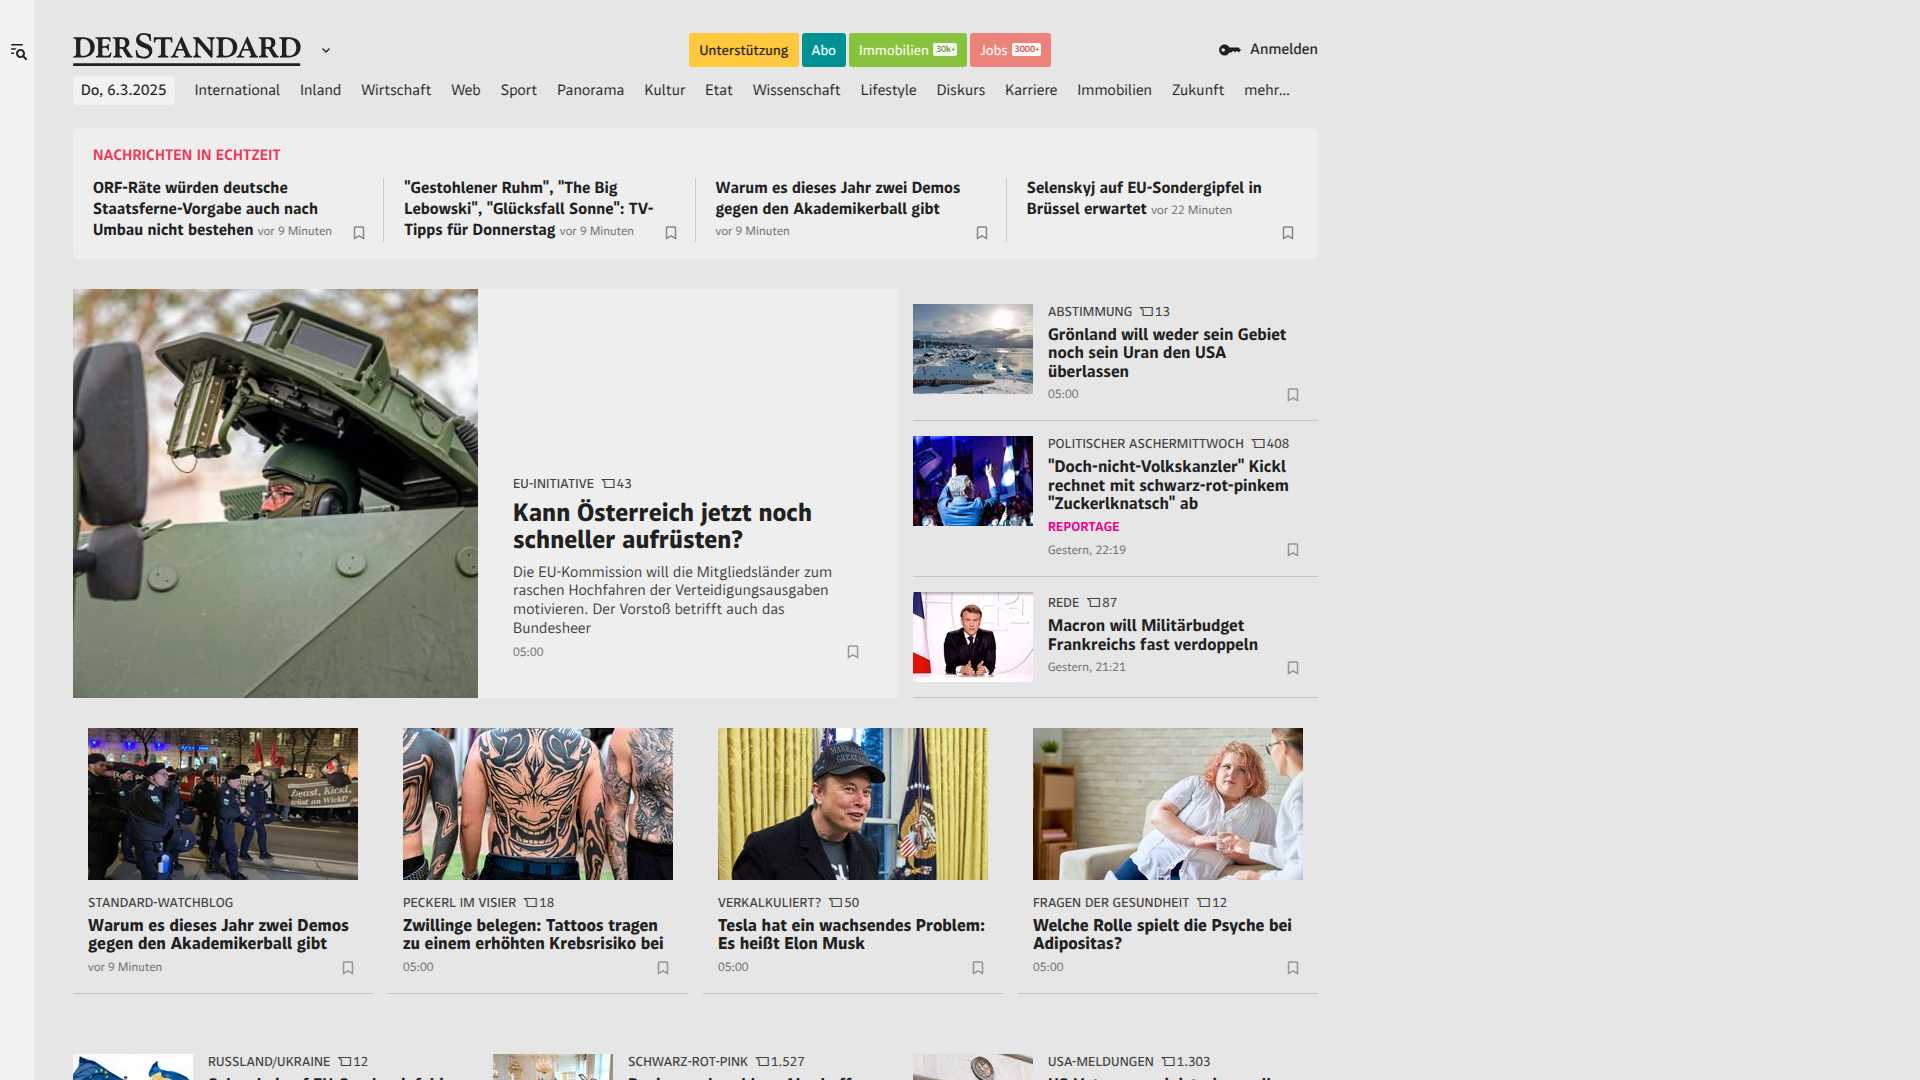 DERSTANDARD
Unterstützung
Abo
Immobilien 30k+
Jobs 3000+
Anmelden
Do, 6.3.2025
International
Inland
Wirtschaft
Web
Sport
Panorama
Kultur
Etat
Wissenschaft
Lifestyle
Diskurs
Karriere
Immobilien
Zukunft
mehr...
NACHRICHTEN IN ECHTZEIT
ORF-Räte würden deutsche
Staatsferne-Vorgabe auch nach
Umbau nicht bestehen vor 9 Minuten
"Gestohlener Ruhm", "The Big
Lebowski", "Glücksfall Sonne": TV-
Tipps für Donnerstag vor 9 Minuten
Warum es dieses Jahr zwei Demos
gegen den Akademikerball gibt
vor 9 Minuten
Selenskyj auf EU-Sondergipfel in
Brüssel erwartet vor 22 Minuten
EU-INITIATIVE 43
Kann Österreich jetzt noch
schneller aufrüsten?
Die EU-Kommission will die Mitgliedsländer zum
raschen Hochfahren der Verteidigungsausgaben
motivieren. Der Vorstoß betrifft auch das
Bundesheer
05:00
ABSTIMMUNG 13
Grönland will weder sein Gebiet
noch sein Uran den USA
überlassen
05:00
POLITISCHER ASCHERMITTWOCH 408
"Doch-nicht-Volkskanzler" Kickl
rechnet mit schwarz-rot-pinkem
"Zuckerlknatsch" ab
REPORTAGE
Gestern, 22:19
REDE 87
Macron will Militärbudget
Frankreichs fast verdoppeln
Gestern, 21:21
STANDARD-WATCHBLOG
Warum es dieses Jahr zwei Demos
gegen den Akademikerball gibt
vor 9 Minuten
PECKERL IM VISIER 18
Zwillinge belegen: Tattoos tragen
zu einem erhöhten Krebsrisiko bei
05:00
VERKALKULIERT? 50
Tesla hat ein wachsendes Problem:
Es heißt Elon Musk
05:00
FRAGEN DER GESUNDHEIT 12
Welche Rolle spielt die Psyche bei
Adipositas?
05:00
RUSSLAND/UKRAINE 12
SCHWARZ-ROT-PINK 1.527
USA-MELDUNGEN 1.303